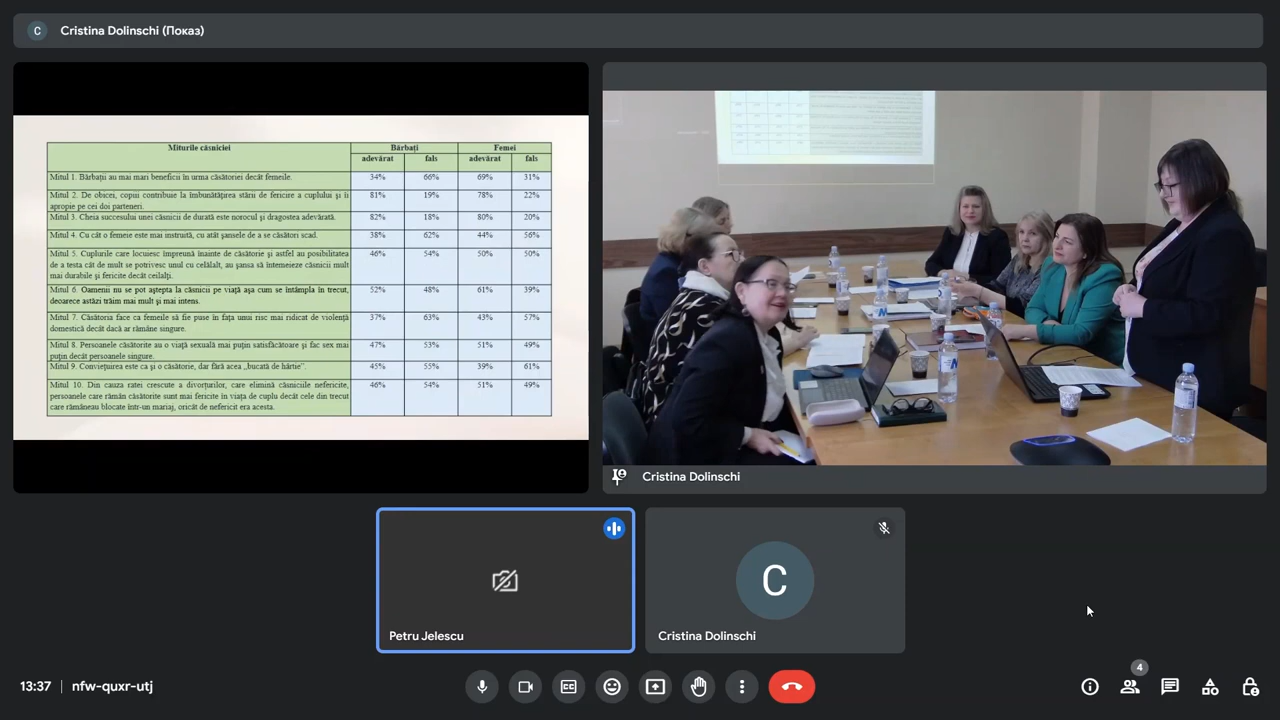 C Cristina Dolinschi (Показ)
Miturile căsniciei Bărbați Femei
adevărat fals adevărat fals
Mitul 1. Bărbații au mai mari beneficii în urma căsătoriei decât femeile. 34% 66% 69% 31%
Mitul 2. De obicei, copiii contribuie la îmbunătățirea stării de fericire a cuplului și îi 81% 19% 78% 22%
apropie pe cei doi parteneri.
Mitul 3. Cheia succesului unei căsnicii de durată este norocul și dragostea adevărată. 82% 18% 80% 20%
Mitul 4. Cu cât o femeie este mai instruită, cu atât șansele de a se căsători scad. 38% 62% 44% 56%
Mitul 5. Cuplurile care locuiesc împreună înainte de căsătorie și astfel au posibilitatea 46% 54% 50% 50%
de a testa cât de mult se potrivesc unul cu celălalt, au șansa să întemeieze căsnicii mult
mai durabile și fericite decât ceilalți.
Mitul 6. Oamenii nu se pot aștepta la căsnicii pe viață așa cum se întâmpla în trecut, 52% 48% 61% 39%
deoarece astăzi trăim mai mult și mai intens.
Mitul 7. Căsătoria face ca femeile să fie puse în fața unui risc mai ridicat de violență 37% 63% 43% 57%
domestică decât dacă ar rămâne singure.
Mitul 8. Persoanele căsătorite au o viață sexuală mai puțin satisfăcătoare și fac sex mai 47% 53% 51% 49%
puțin decât persoanele singure.
Mitul 9. Conviețuirea este ca și o căsătorie, dar fără acea „bucată de hârtie”. 45% 55% 39% 61%
Mitul 10. Din cauza ratei crescute a divorțurilor, care elimină căsniciile nefericite, 46% 54% 51% 49%
persoanele care rămân căsătorite sunt mai fericite în viața de cuplu decât cele din trecut
care rămâneau blocate într-un mariaj, oricât de nefericit era acesta.
Cristina Dolinschi
C
Petru Jelescu
Cristina Dolinschi
4
13:37 | nfw-quxr-utj